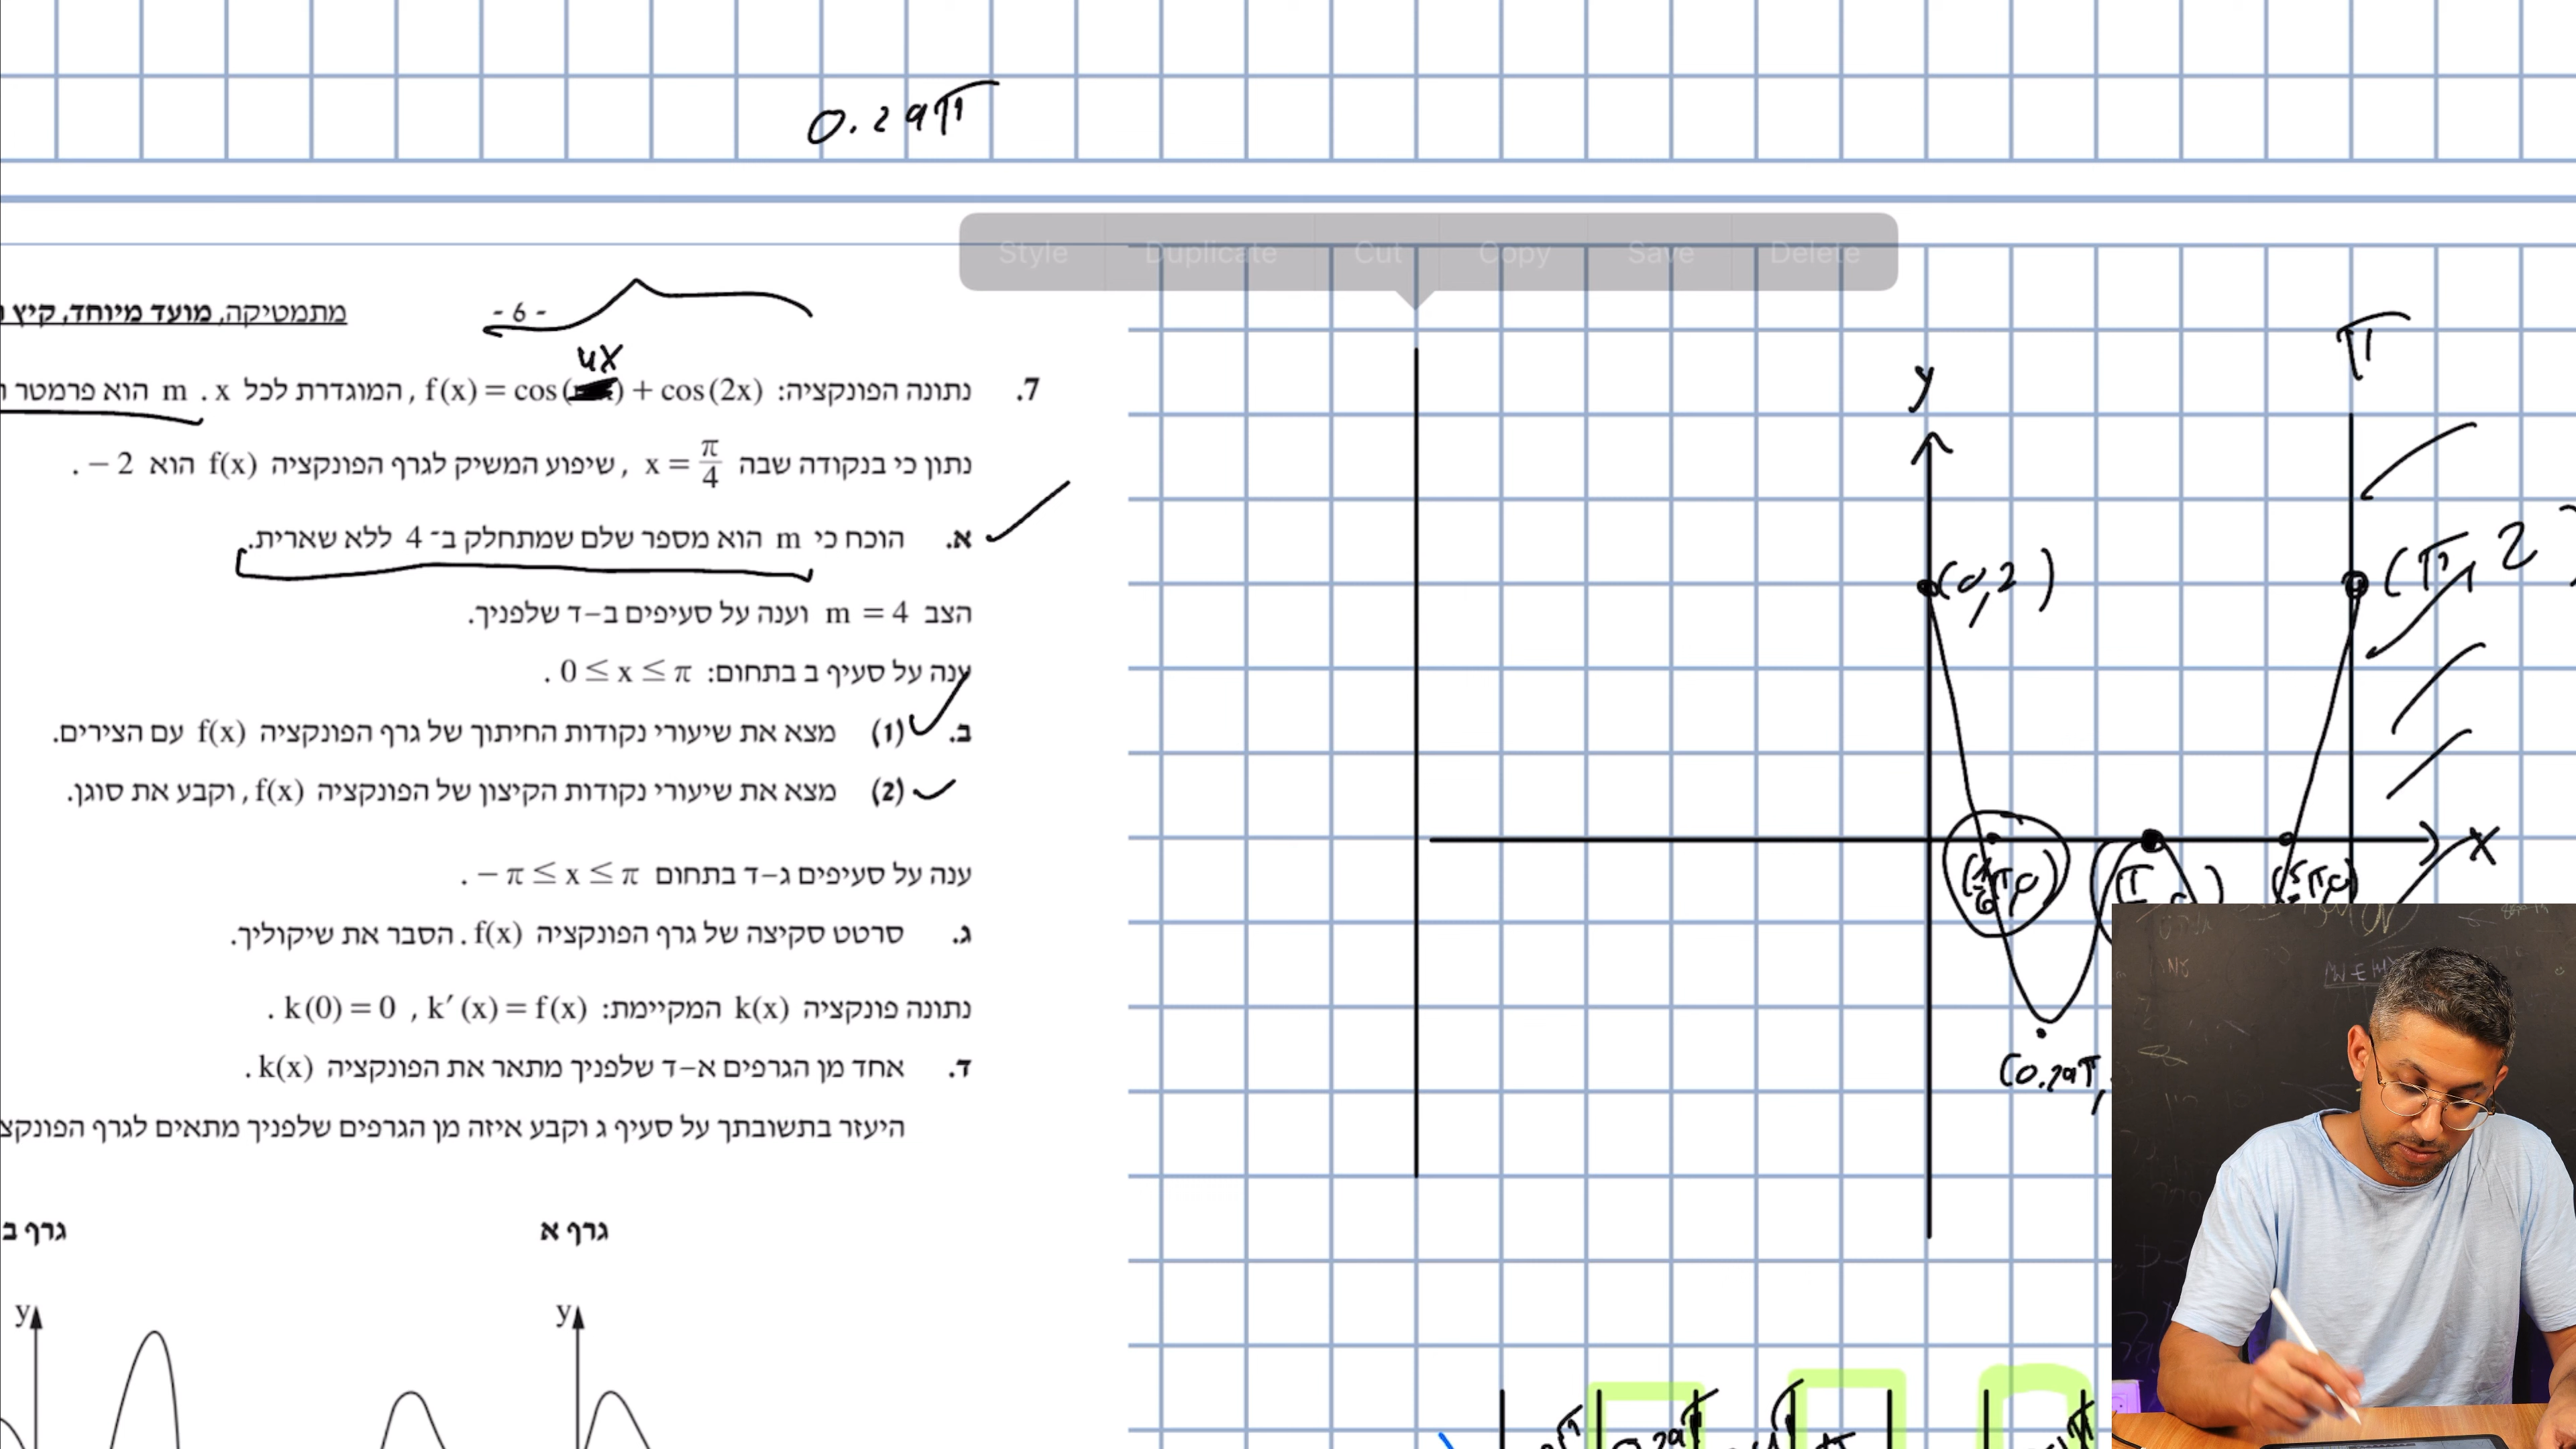 0.29π
Style Duplicate Cut Copy Save Delete
מתמטיקה, מועד מיוחד, קיץ
- 6 -
4x
7. נתונה הפונקציה: f(x) = cos( ) + cos(2x) , המוגדרת לכל x . m הוא פרמטר
נתון כי בנקודה שבה x = π/4 , שיפוע המשיק לגרף הפונקציה f(x) הוא 2 − .
א. הוכח כי m הוא מספר שלם שמתחלק ב־ 4 ללא שארית.
הצב m = 4 וענה על סעיפים ב–ד שלפניך.
ענה על סעיף ב בתחום: 0 ≤ x ≤ π .
ב. (1) מצא את שיעורי נקודות החיתוך של גרף הפונקציה f(x) עם הצירים.
(2) מצא את שיעורי נקודות הקיצון של הפונקציה f(x) , וקבע את סוגן.
ענה על סעיפים ג–ד בתחום − π ≤ x ≤ π .
ג. סרטט סקיצה של גרף הפונקציה f(x) . הסבר את שיקוליך.
נתונה פונקציה k(x) המקיימת: k(0) = 0 , k′(x) = f(x) .
ד. אחד מן הגרפים א–ד שלפניך מתאר את הפונקציה k(x) .
היעזר בתשובתך על סעיף ג וקבע איזה מן הגרפים שלפניך מתאים לגרף
גרף א
גרף ב
y
y
π
y
(0,2)
(π, 2
x
(0.29π,
0.29π